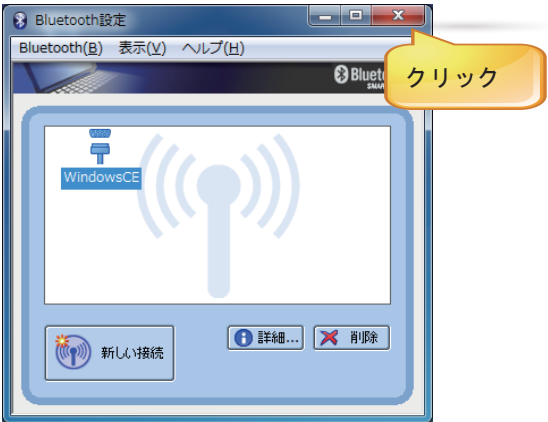 Bluetooth設定
Bluetooth(B) 表示(V) ヘルプ(H)
クリック
WindowsCE
新しい接続
詳細...
削除